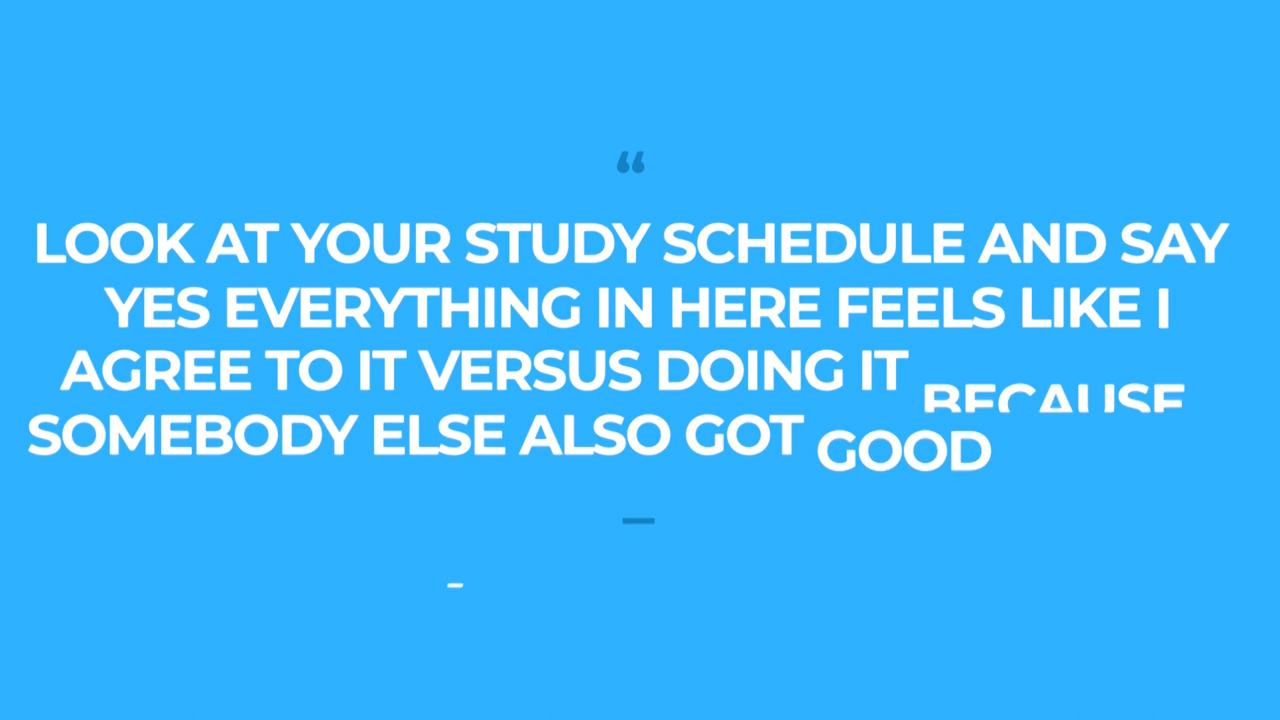 “
LOOK AT YOUR STUDY SCHEDULE AND SAY
YES EVERYTHING IN HERE FEELS LIKE I
AGREE TO IT VERSUS DOING IT BECAUSE
SOMEBODY ELSE ALSO GOT GOOD
-